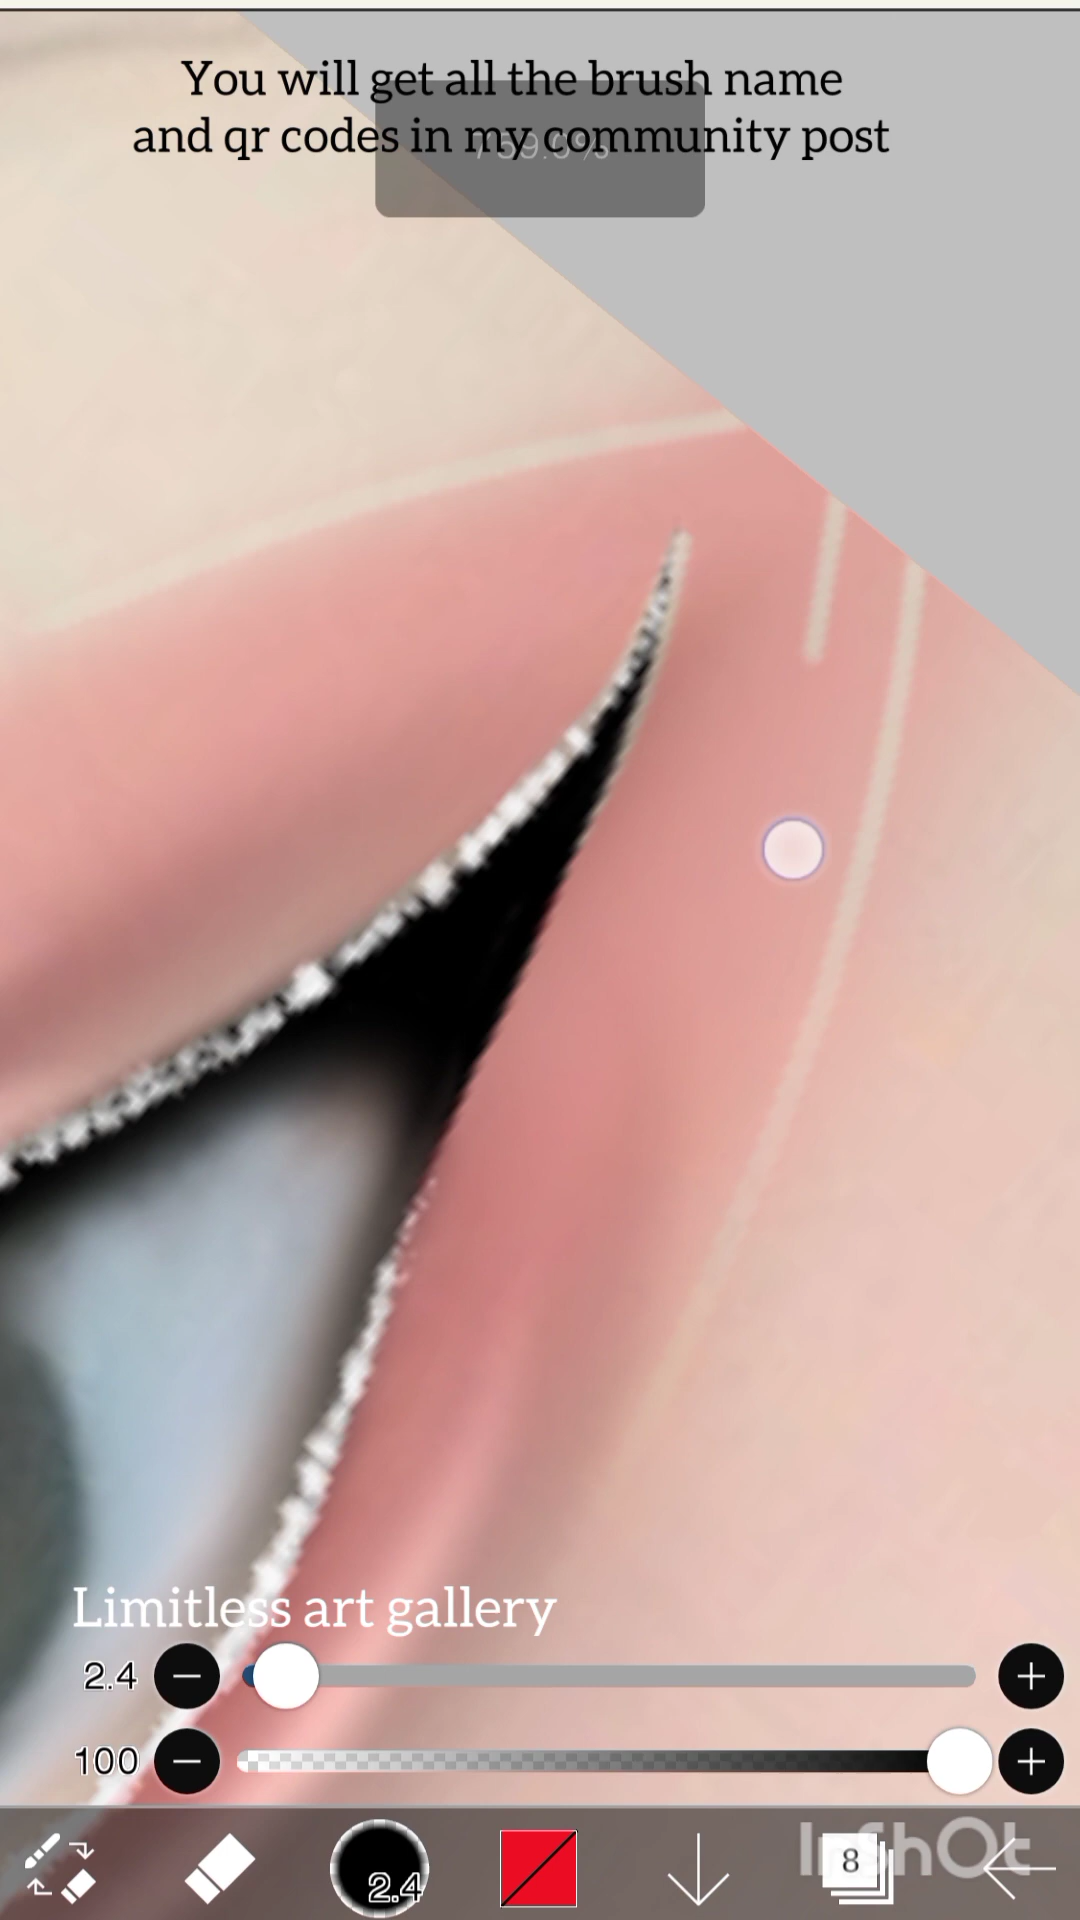 You will get all the brush name
and qr codes in my community post
Limitless art gallery
2.4
100
InShOt
2.4
8